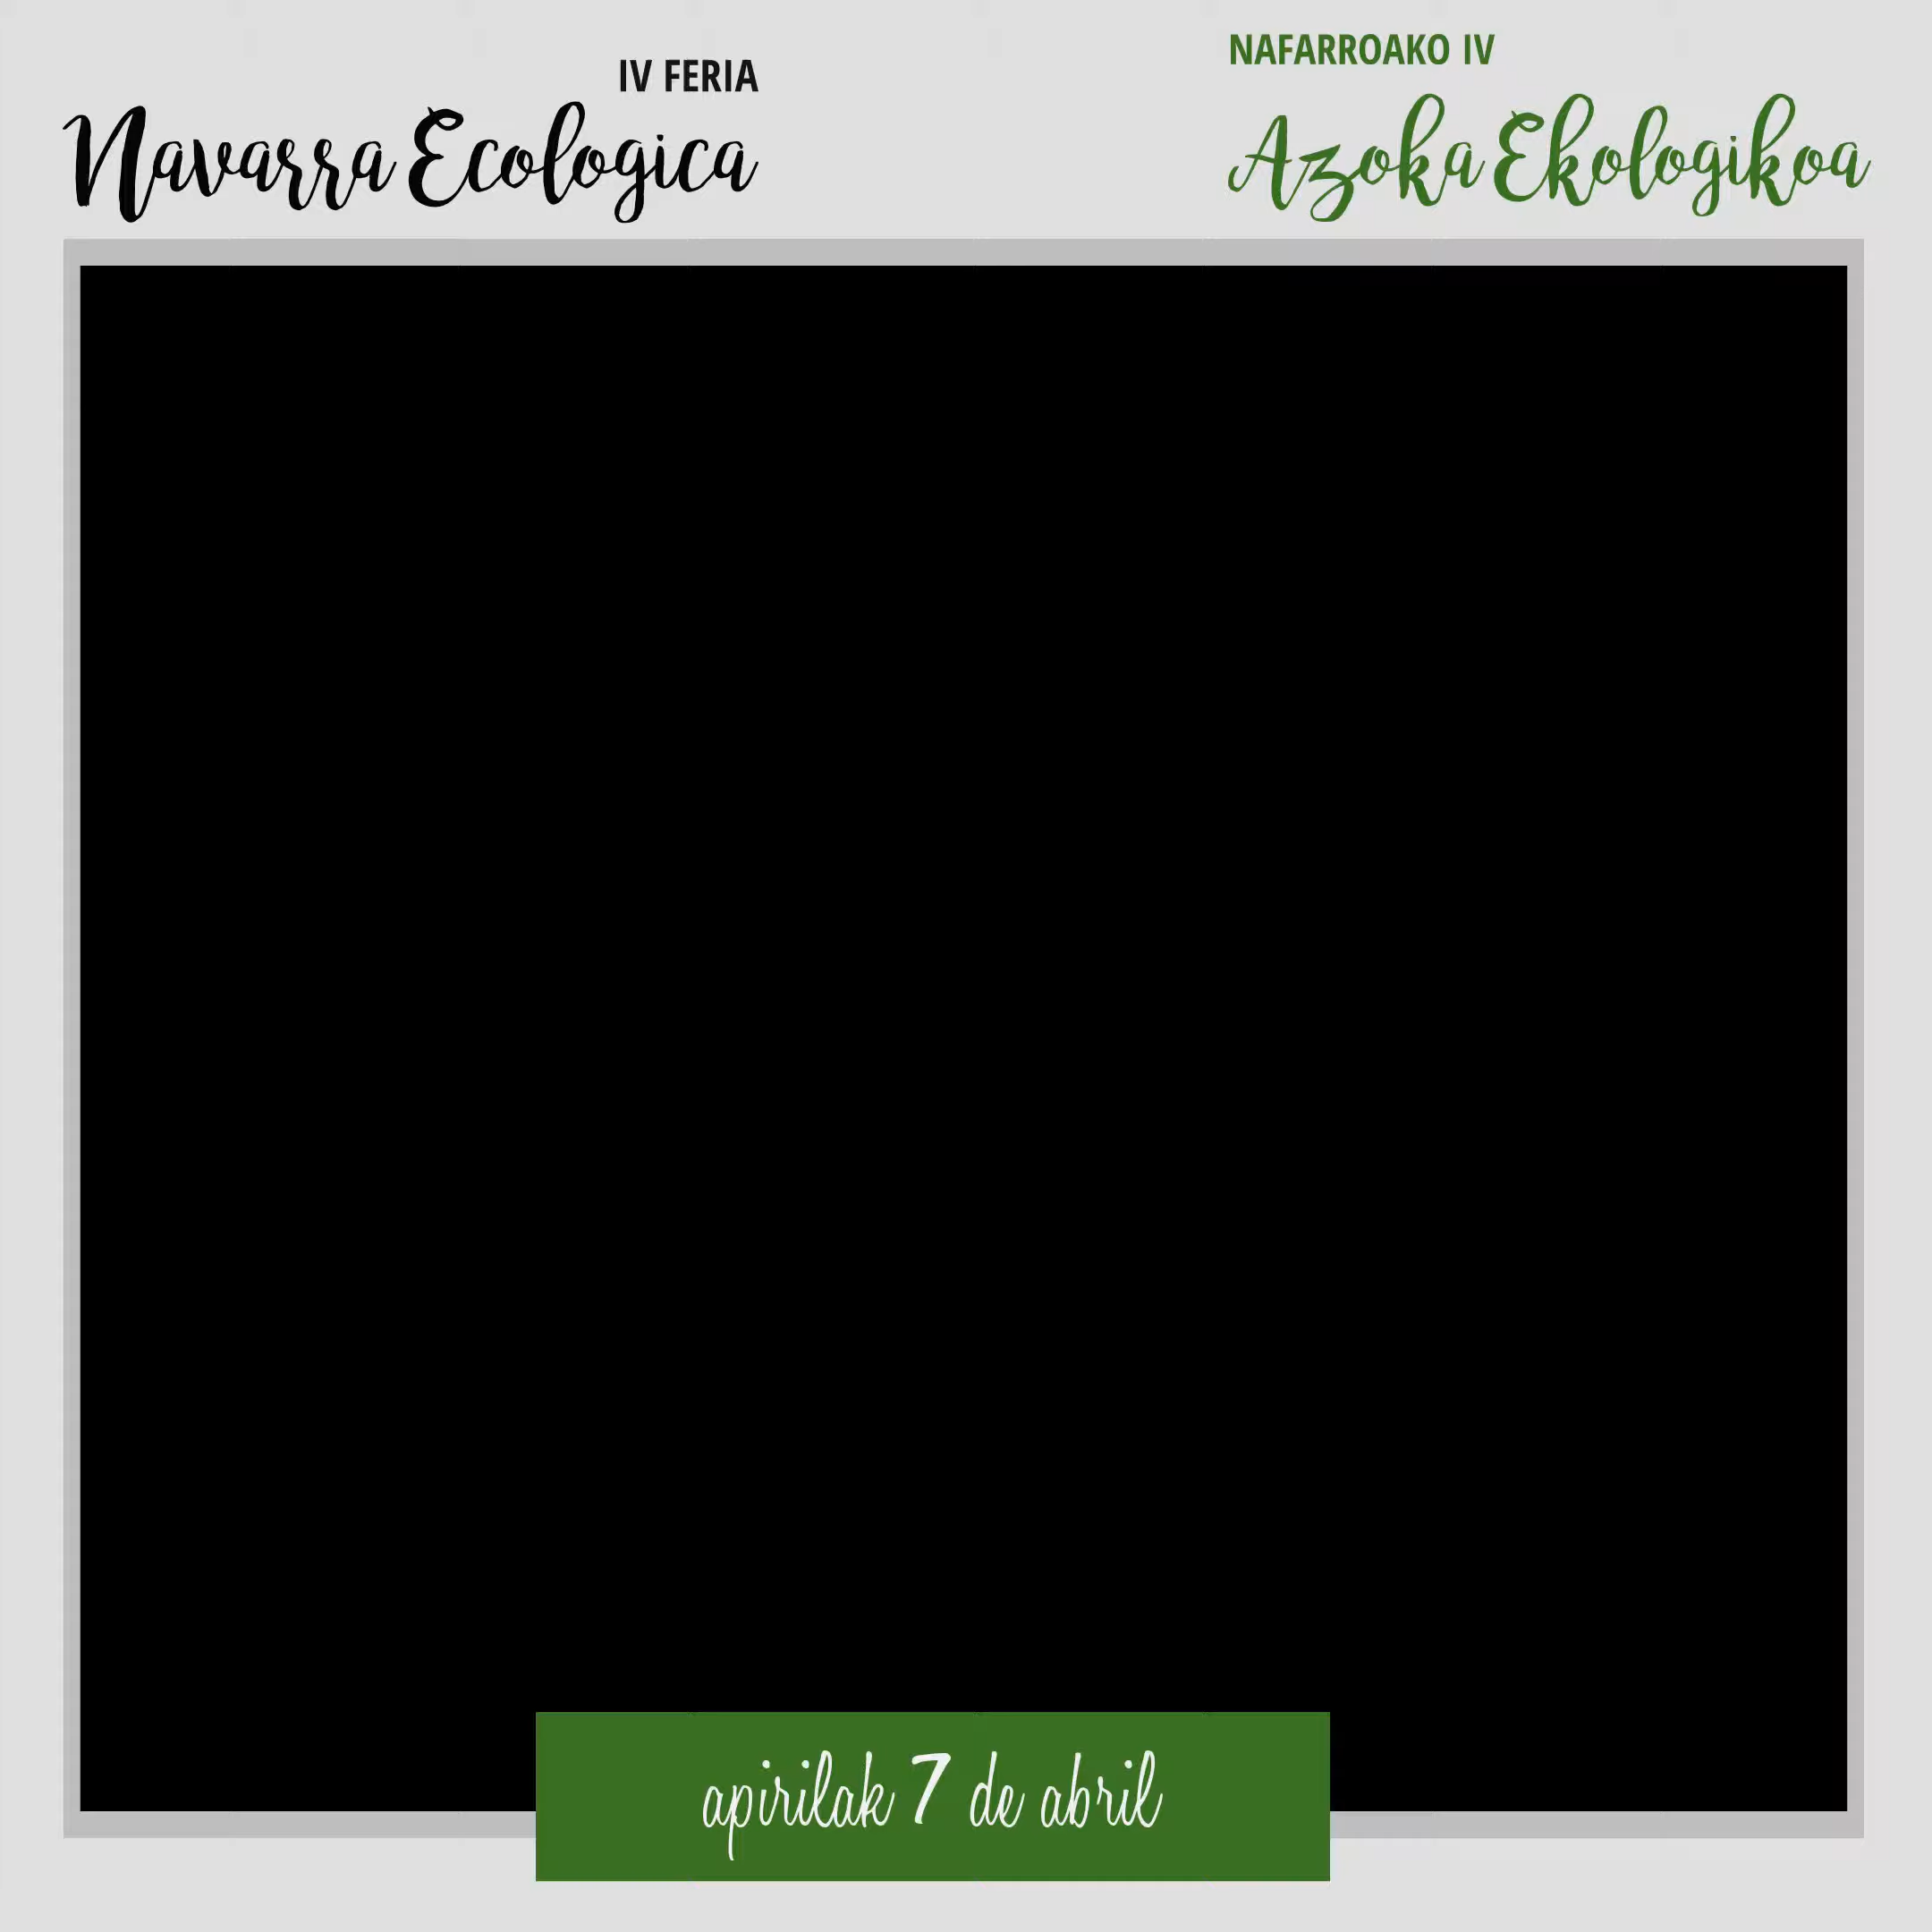 IV FERIA
Navarra Ecologica
NAFARROAKO IV
Azoka Ekologikoa
apirilak 7 de abril